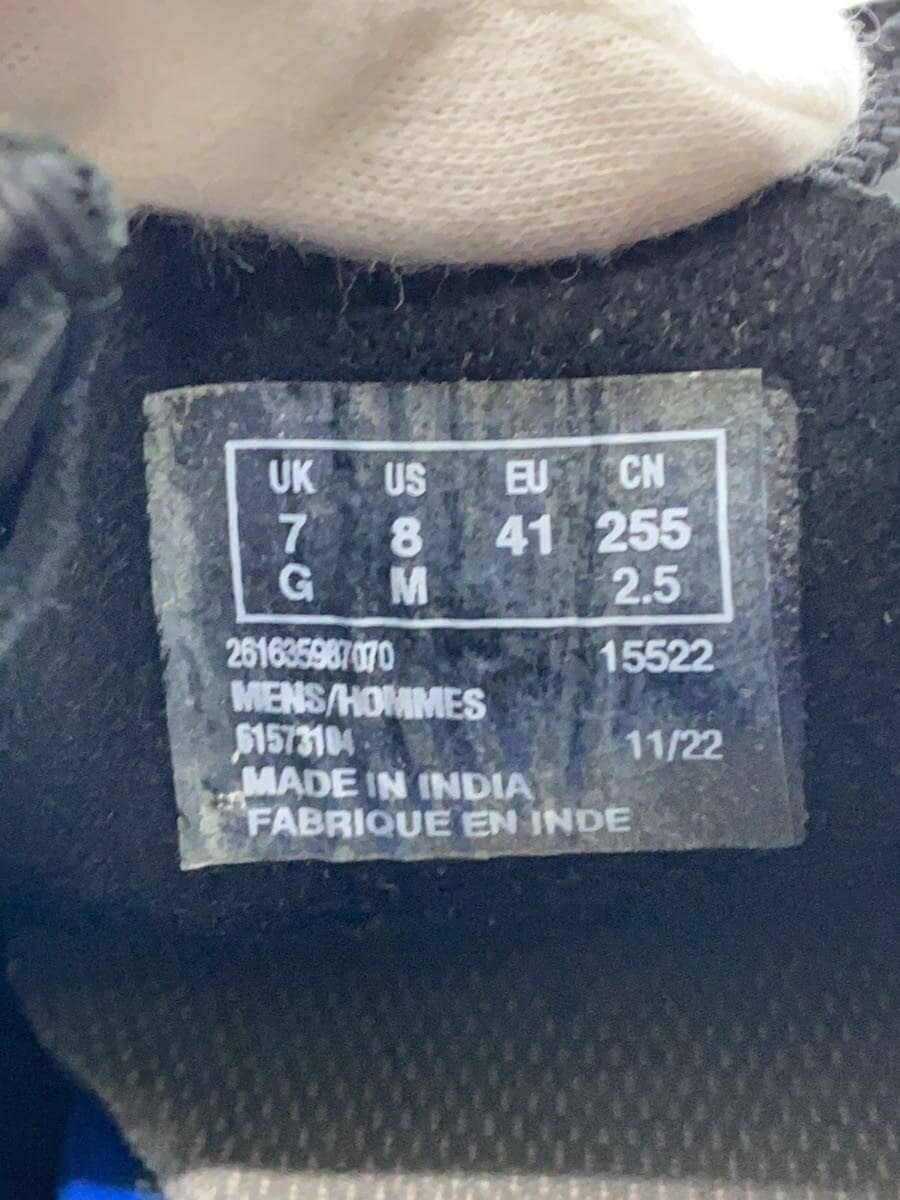 UK US EU CN
7 8 41 255
G M 2.5
261635987070 15522
MENS/HOMMES
61573104 11/22
MADE IN INDIA
FABRIQUE EN INDE